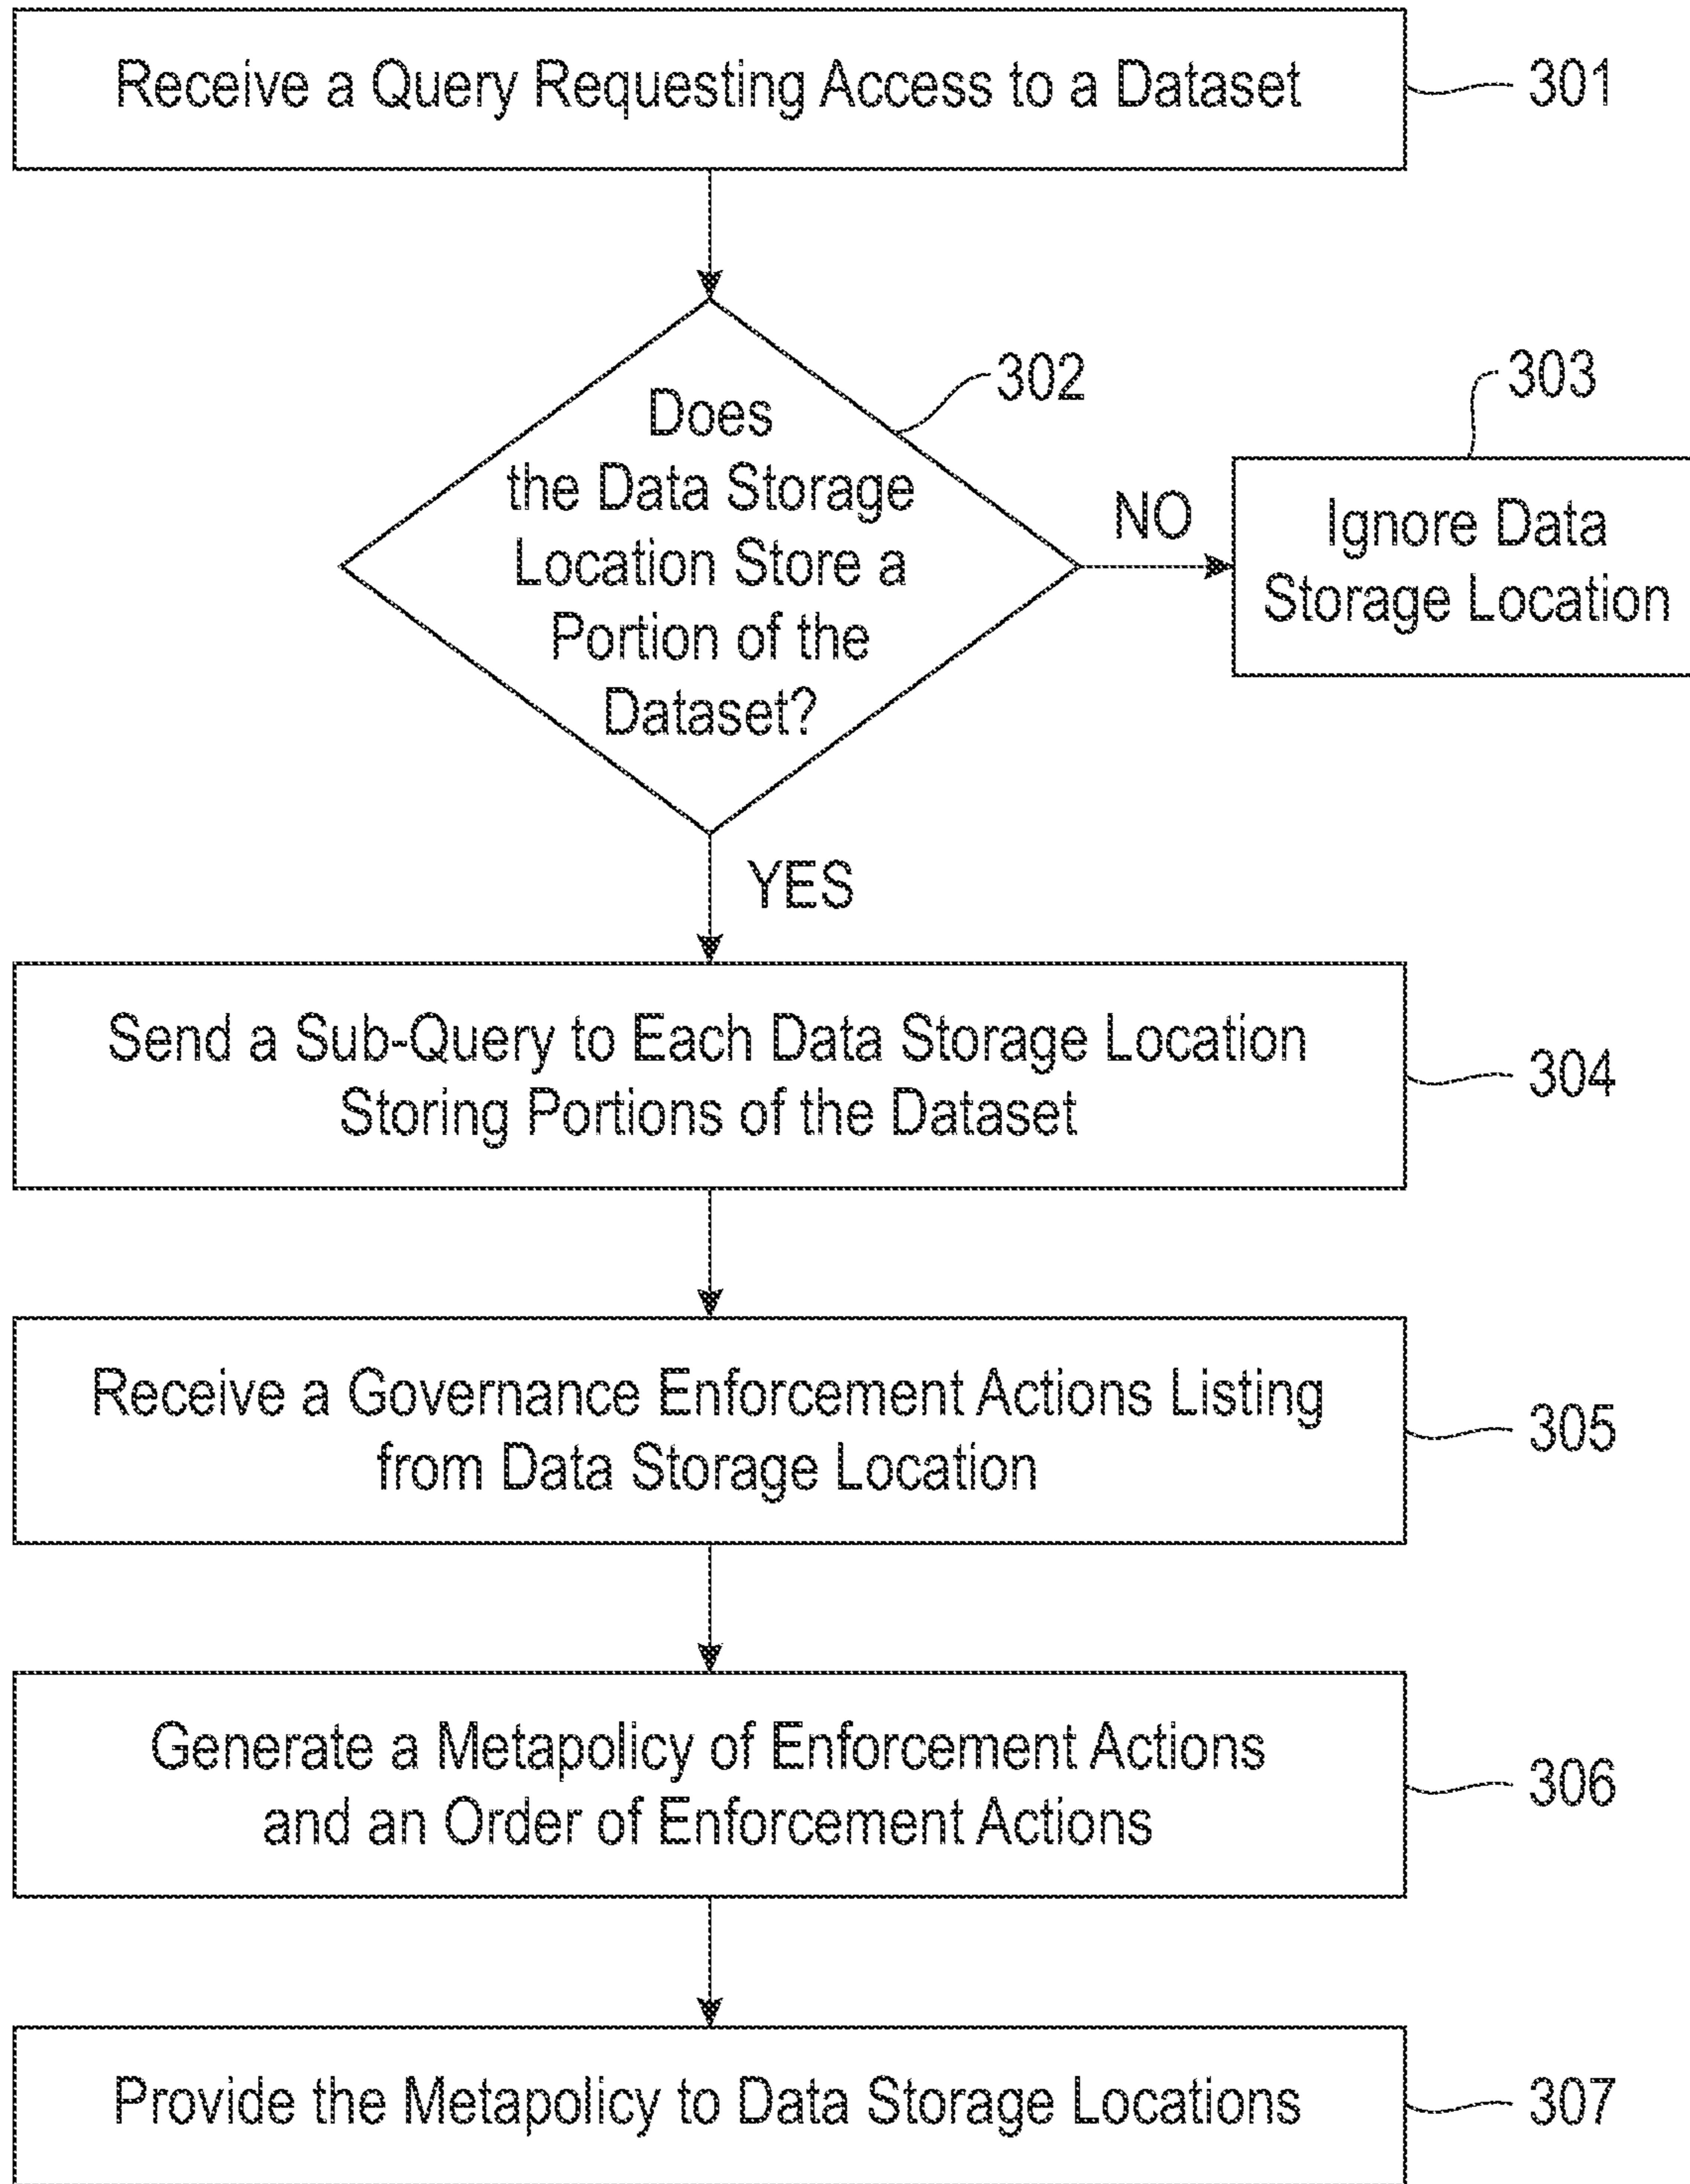 Receive a Query Requesting Access to a Dataset
301
302
303
Does
the Data Storage
Location Store a
Portion of the
Dataset?
NO
Ignore Data
Storage Location
YES
Send a Sub-Query to Each Data Storage Location
Storing Portions of the Dataset
304
Receive a Governance Enforcement Actions Listing
from Data Storage Location
305
Generate a Metapolicy of Enforcement Actions
and an Order of Enforcement Actions
306
Provide the Metapolicy to Data Storage Locations
307